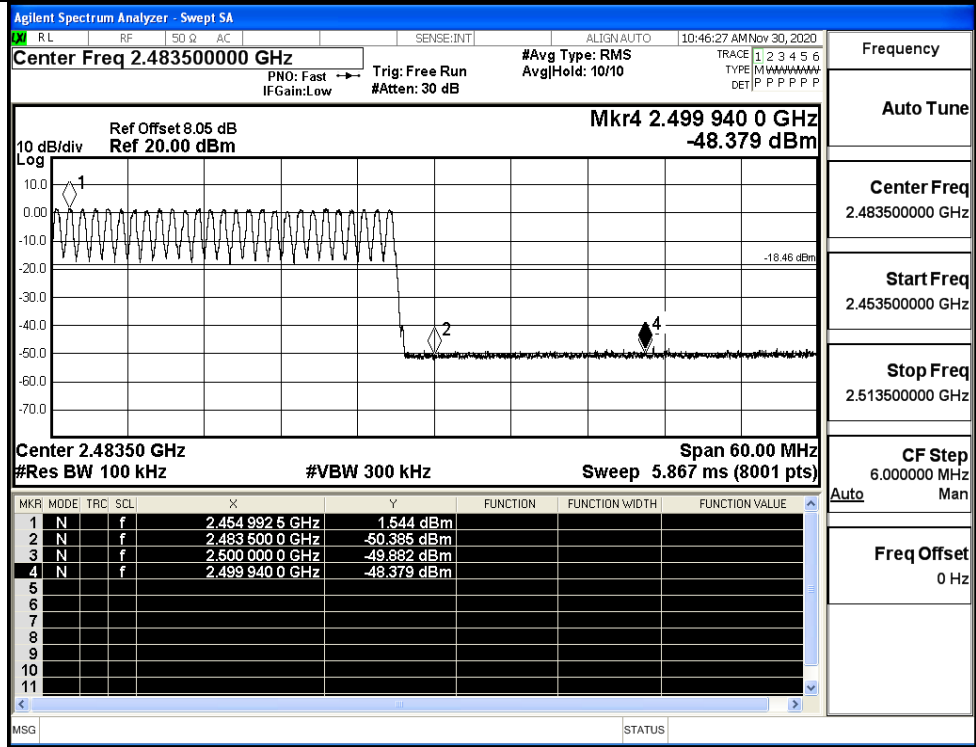 Agilent Spectrum Analyzer - Swept SA
LXI RL RF 50 Ω AC SENSE:INT ALIGNAUTO 10:46:27 AM Nov 30, 2020
Center Freq 2.483500000 GHz
PNO: Fast
IFGain:Low
Trig: Free Run
#Atten: 30 dB
#Avg Type: RMS
Avg|Hold: 10/10
TRACE 1 2 3 4 5 6
TYPE M WWWWW
DET P P P P P P
Mkr4 2.499 940 0 GHz
-48.379 dBm
Ref Offset 8.05 dB
10 dB/div Ref 20.00 dBm
Log
10.0
0.00
-10.0
-20.0
-30.0
-40.0
-50.0
-60.0
-70.0
1
2
4
-18.46 dBm
Center 2.48350 GHz Span 60.00 MHz
#Res BW 100 kHz #VBW 300 kHz Sweep 5.867 ms (8001 pts)
MKR MODE TRC SCL X Y FUNCTION FUNCTION WIDTH FUNCTION VALUE
1 N f 2.454 992 5 GHz 1.544 dBm
2 N f 2.483 500 0 GHz -50.385 dBm
3 N f 2.500 000 0 GHz -49.882 dBm
4 N f 2.499 940 0 GHz -48.379 dBm
5
6
7
8
9
10
11
MSG STATUS
Frequency
Auto Tune
Center Freq
2.483500000 GHz
Start Freq
2.453500000 GHz
Stop Freq
2.513500000 GHz
CF Step
6.000000 MHz
Auto Man
Freq Offset
0 Hz